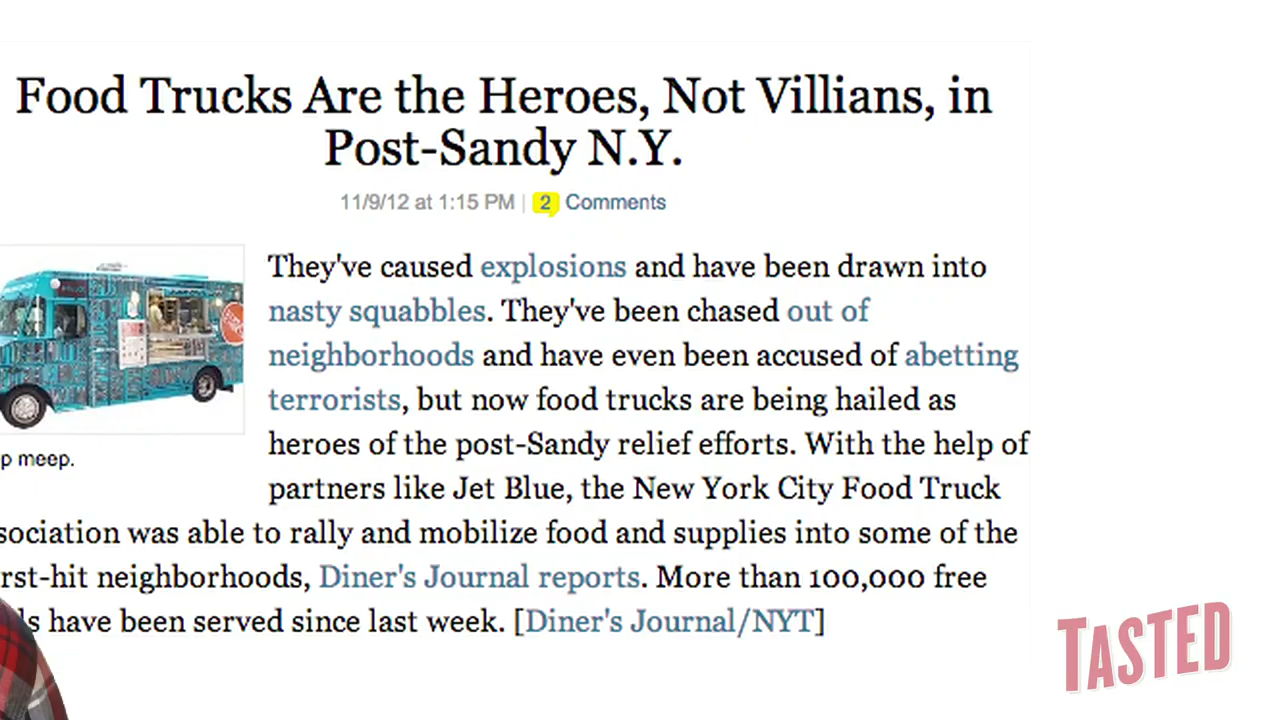 Food Trucks Are the Heroes, Not Villians, in
Post-Sandy N.Y.
11/9/12 at 1:15 PM | 2 Comments
They've caused explosions and have been drawn into
nasty squabbles. They've been chased out of
neighborhoods and have even been accused of abetting
terrorists, but now food trucks are being hailed as
heroes of the post-Sandy relief efforts. With the help of
p meep.
partners like Jet Blue, the New York City Food Truck
sociation was able to rally and mobilize food and supplies into some of the
rst-hit neighborhoods, Diner's Journal reports. More than 100,000 free
ls have been served since last week. [Diner's Journal/NYT]
TASTED